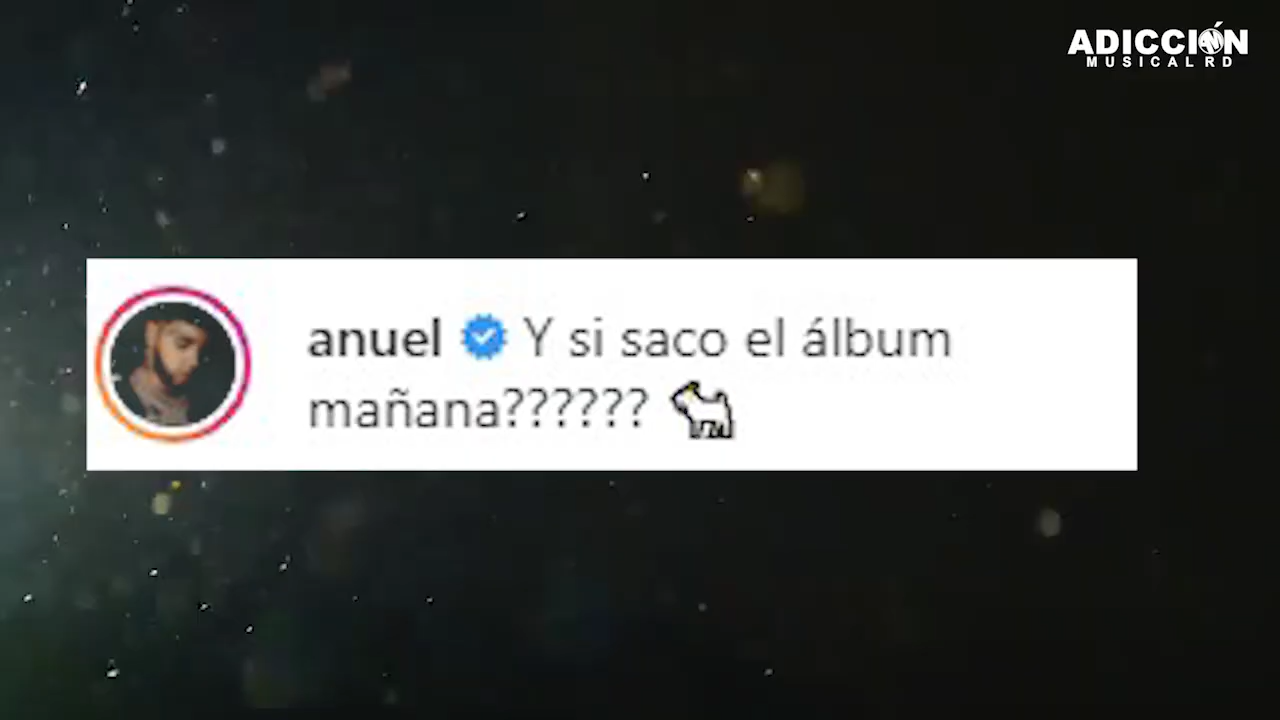 ADICCIÓN
MUSICAL RD
anuel Y si saco el álbum
mañana?????? 🐐